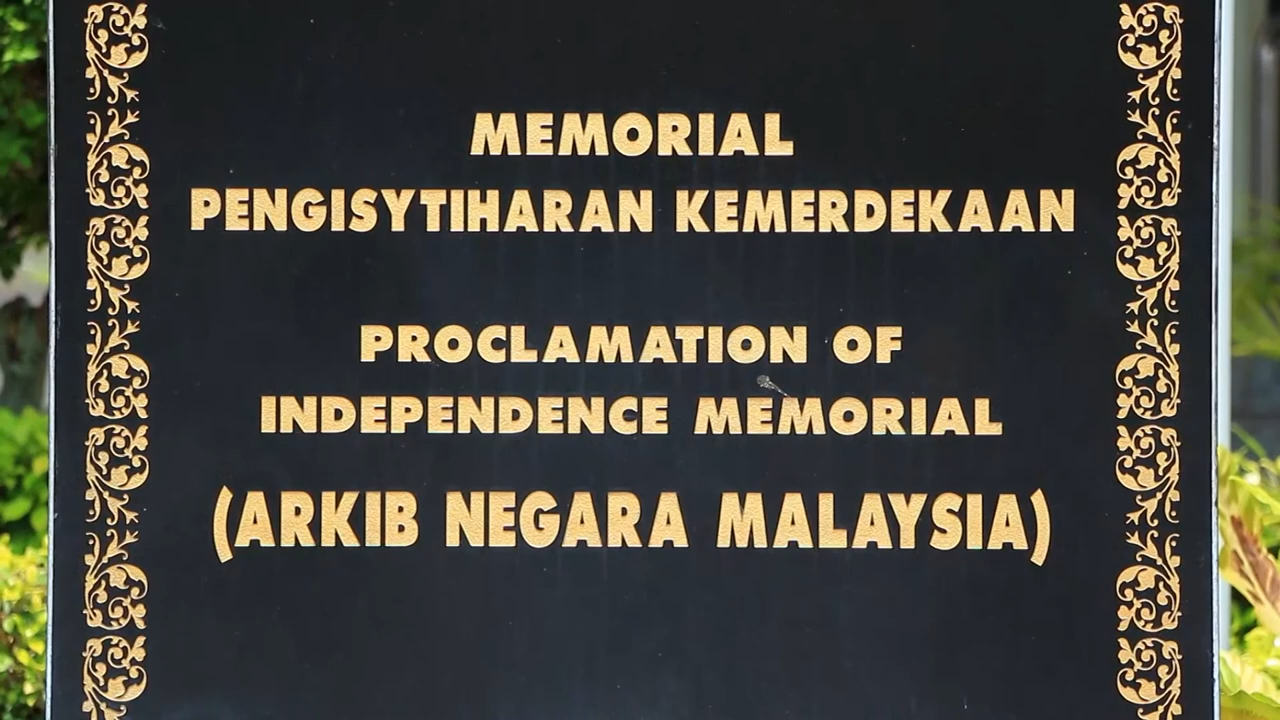 MEMORIAL
PENGISYTIHARAN KEMERDEKAAN
PROCLAMATION OF
INDEPENDENCE MEMORIAL
(ARKIB NEGARA MALAYSIA)